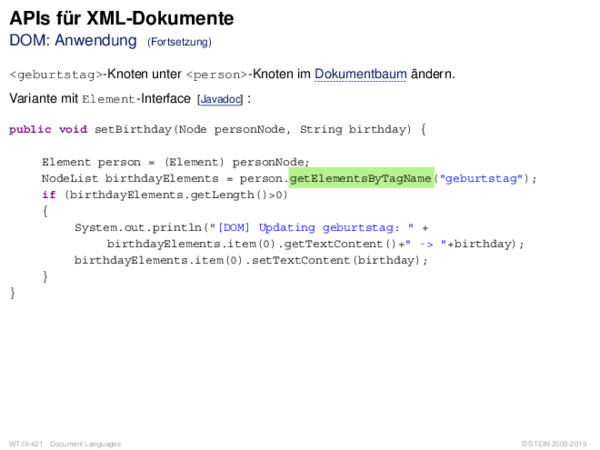 APIs für XML-Dokumente
DOM: Anwendung (Fortsetzung)
<geburtstag>-Knoten unter <person>-Knoten im Dokumentbaum ändern.
Variante mit Element-Interface [Javadoc] :
public void setBirthday(Node personNode, String birthday) {
Element person = (Element) personNode;
NodeList birthdayElements = person.getElementsByTagName("geburtstag");
if (birthdayElements.getLength()>0)
{
System.out.println("[DOM] Updating geburtstag: " +
birthdayElements.item(0).getTextContent()+" -> "+birthday);
birthdayElements.item(0).setTextContent(birthday);
}
}
WT:III-421 Document Languages © STEIN 2005-2019